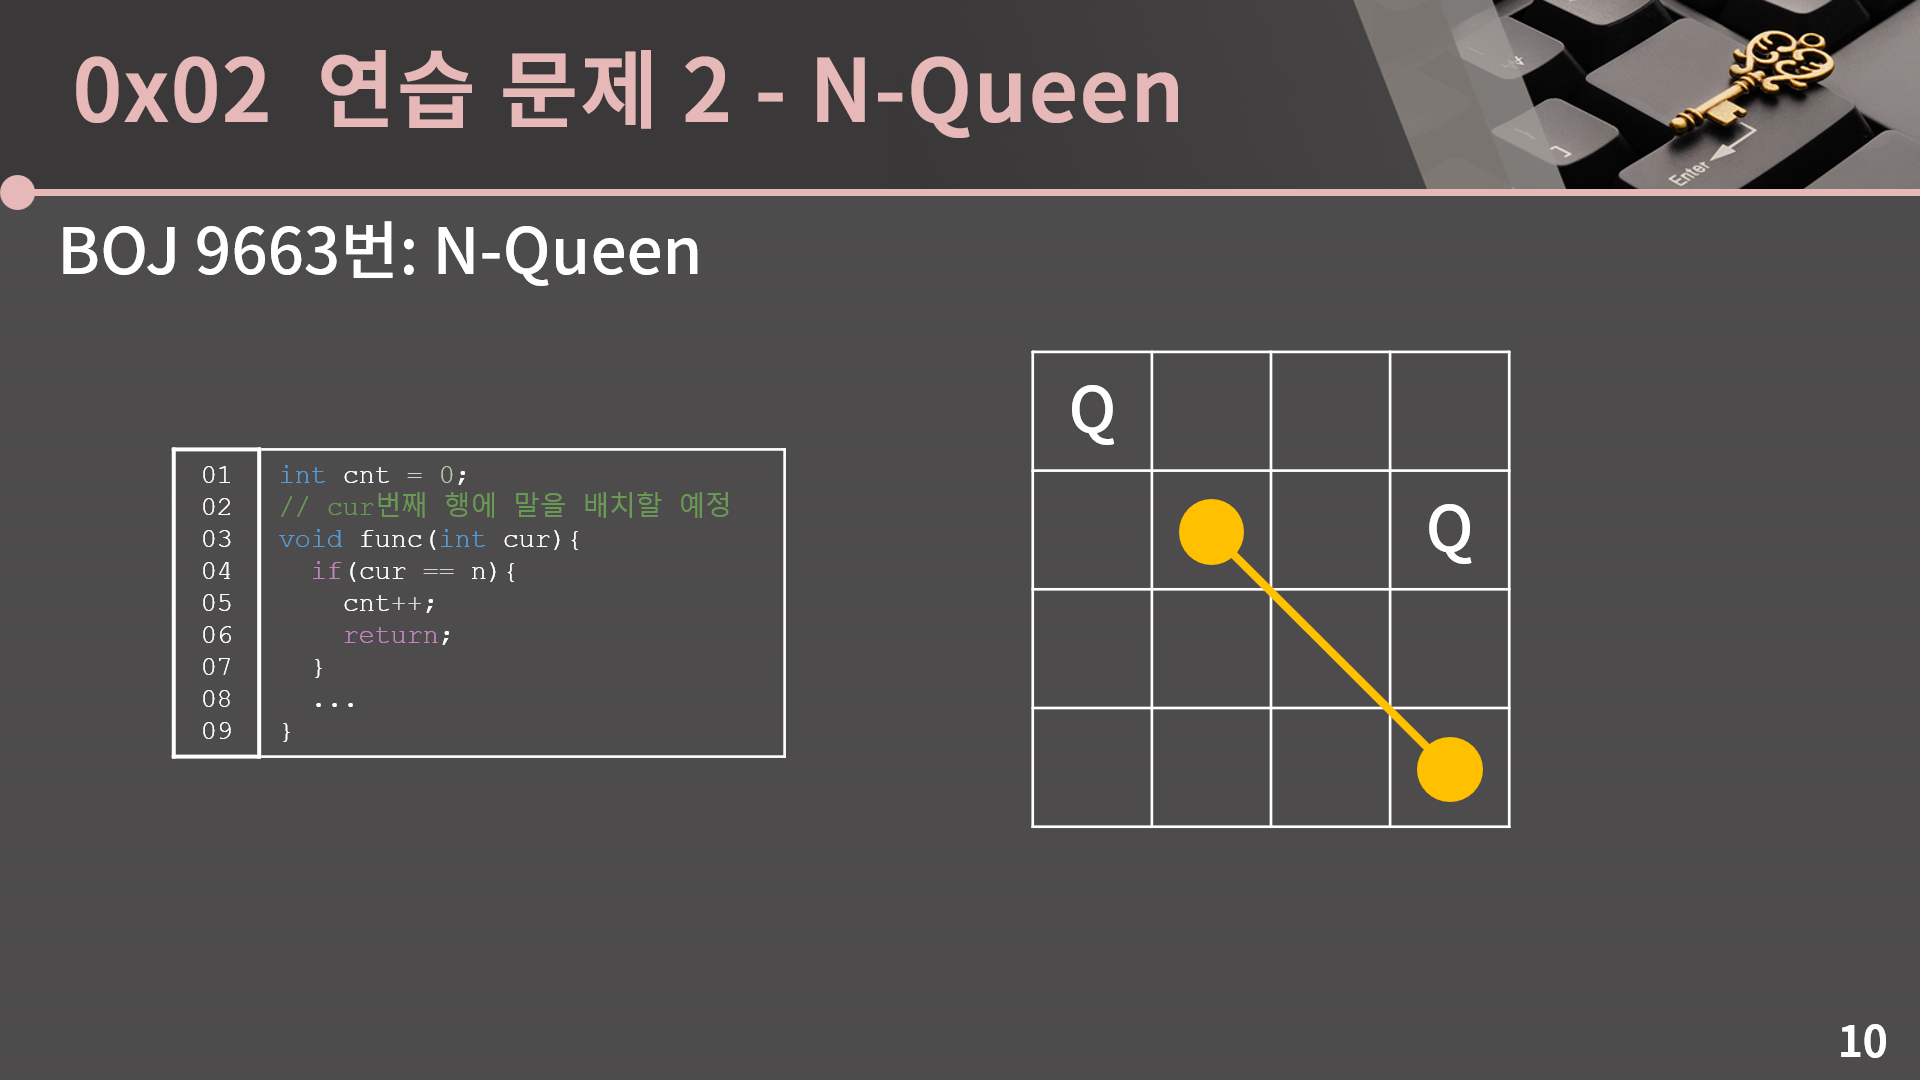 0x02 연습 문제 2 - N-Queen
Enter
BOJ 9663번: N-Queen
01 int cnt = 0;
02 // cur번째 행에 말을 배치할 예정
03 void func(int cur){
04 if(cur == n){
05 cnt++;
06 return;
07 }
08 ...
09 }
Q
Q
10